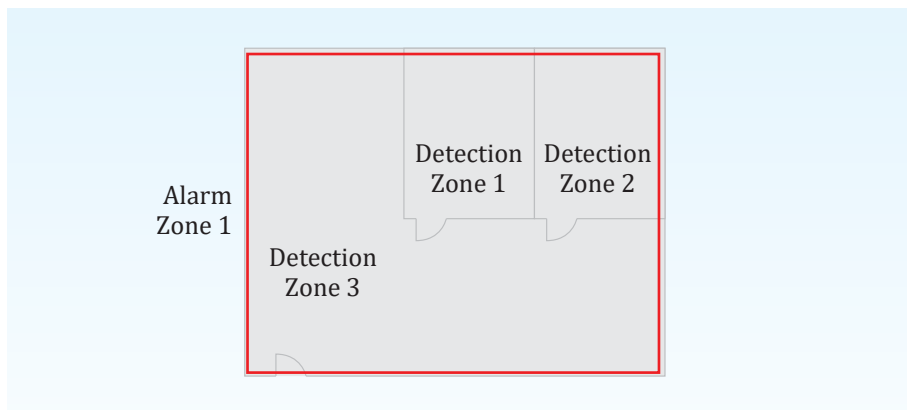 Alarm
Zone 1
Detection
Zone 1
Detection
Zone 2
Detection
Zone 3